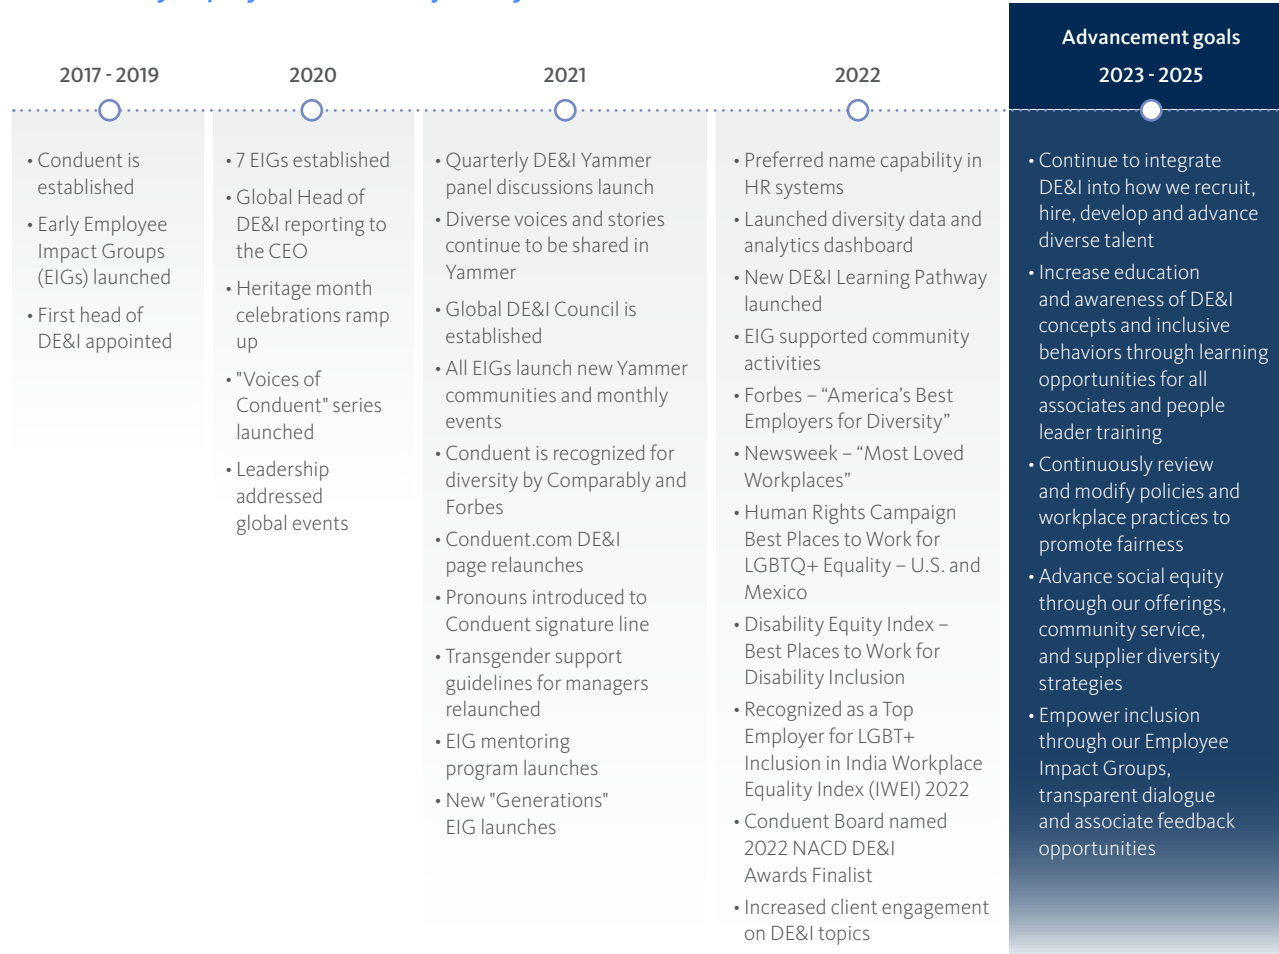 Advancement goals
2017 - 2019
2020
2021
2022
2023 - 2025
• Conduent is
established
• Early Employee
Impact Groups
(EIGs) launched
• First head of
DE&I appointed
• 7 EIGs established
• Global Head of
DE&I reporting to
the CEO
• Heritage month
celebrations ramp
up
• "Voices of
Conduent" series
launched
• Leadership
addressed
global events
• Quarterly DE&I Yammer
panel discussions launch
• Diverse voices and stories
continue to be shared in
Yammer
• Global DE&I Council is
established
• All EIGs launch new Yammer
communities and monthly
events
• Conduent is recognized for
diversity by Comparably and
Forbes
• Conduent.com DE&I
page relaunches
• Pronouns introduced to
Conduent signature line
• Transgender support
guidelines for managers
relaunched
• EIG mentoring
program launches
• New "Generations"
EIG launches
• Preferred name capability in
HR systems
• Launched diversity data and
analytics dashboard
• New DE&I Learning Pathway
launched
• EIG supported community
activities
• Forbes – “America’s Best
Employers for Diversity”
• Newsweek – “Most Loved
Workplaces”
• Human Rights Campaign
Best Places to Work for
LGBTQ+ Equality – U.S. and
Mexico
• Disability Equity Index –
Best Places to Work for
Disability Inclusion
• Recognized as a Top
Employer for LGBT+
Inclusion in India Workplace
Equality Index (IWEI) 2022
• Conduent Board named
2022 NACD DE&I
Awards Finalist
• Increased client engagement
on DE&I topics
• Continue to integrate
DE&I into how we recruit,
hire, develop and advance
diverse talent
• Increase education
and awareness of DE&I
concepts and inclusive
behaviors through learning
opportunities for all
associates and people
leader training
• Continuously review
and modify policies and
workplace practices to
promote fairness
• Advance social equity
through our offerings,
community service,
and supplier diversity
strategies
• Empower inclusion
through our Employee
Impact Groups,
transparent dialogue
and associate feedback
opportunities